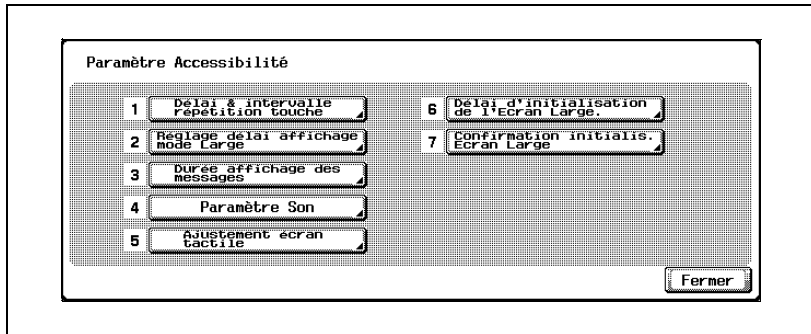 Paramètre Accessibilité
1 Délai & intervalle
répétition touche
2 Réglage délai affichage
mode Large
3 Durée affichage des
messages
4 Paramètre Son
5 Ajustement écran
tactile
6 Délai d'initialisation
de l'Ecran Large.
7 Confirmation initialis.
Ecran Large
Fermer